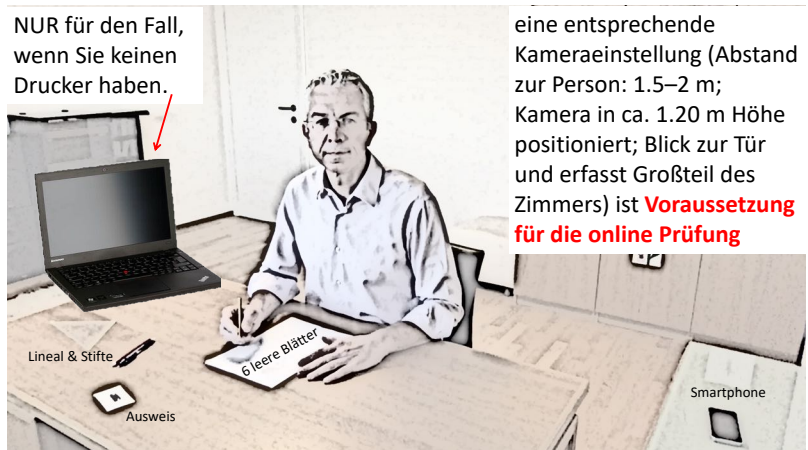 NUR für den Fall,
wenn Sie keinen
Drucker haben.
eine entsprechende
Kameraeinstellung (Abstand
zur Person: 1.5–2 m;
Kamera in ca. 1.20 m Höhe
positioniert; Blick zur Tür
und erfasst Großteil des
Zimmers) ist Voraussetzung
für die online Prüfung
6 leere Blätter
Lineal & Stifte
Ausweis
Smartphone